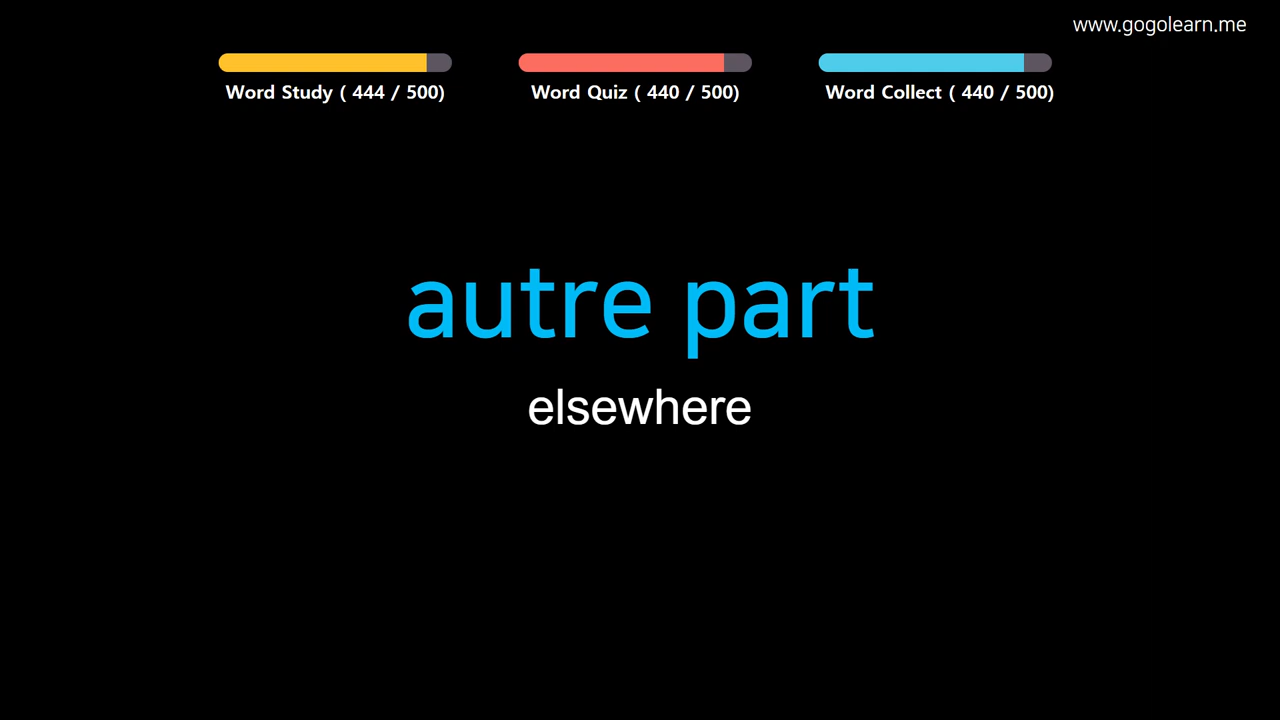 www.gogolearn.me
Word Study ( 444 / 500)
Word Quiz ( 440 / 500)
Word Collect ( 440 / 500)
autre part
elsewhere